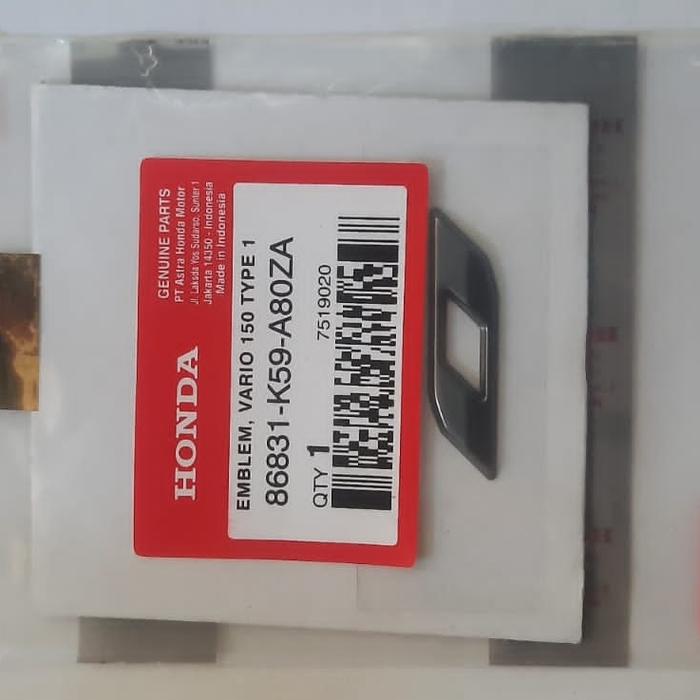 HONDA
GENUINE PARTS
PT Astra Honda Motor
Jl. Laksda Yos Sudarso, Sunter 1
Jakarta 14350 - Indonesia
Made in Indonesia
EMBLEM, VARIO 150 TYPE 1
86831-K59-A80ZA
QTY 1 7519020